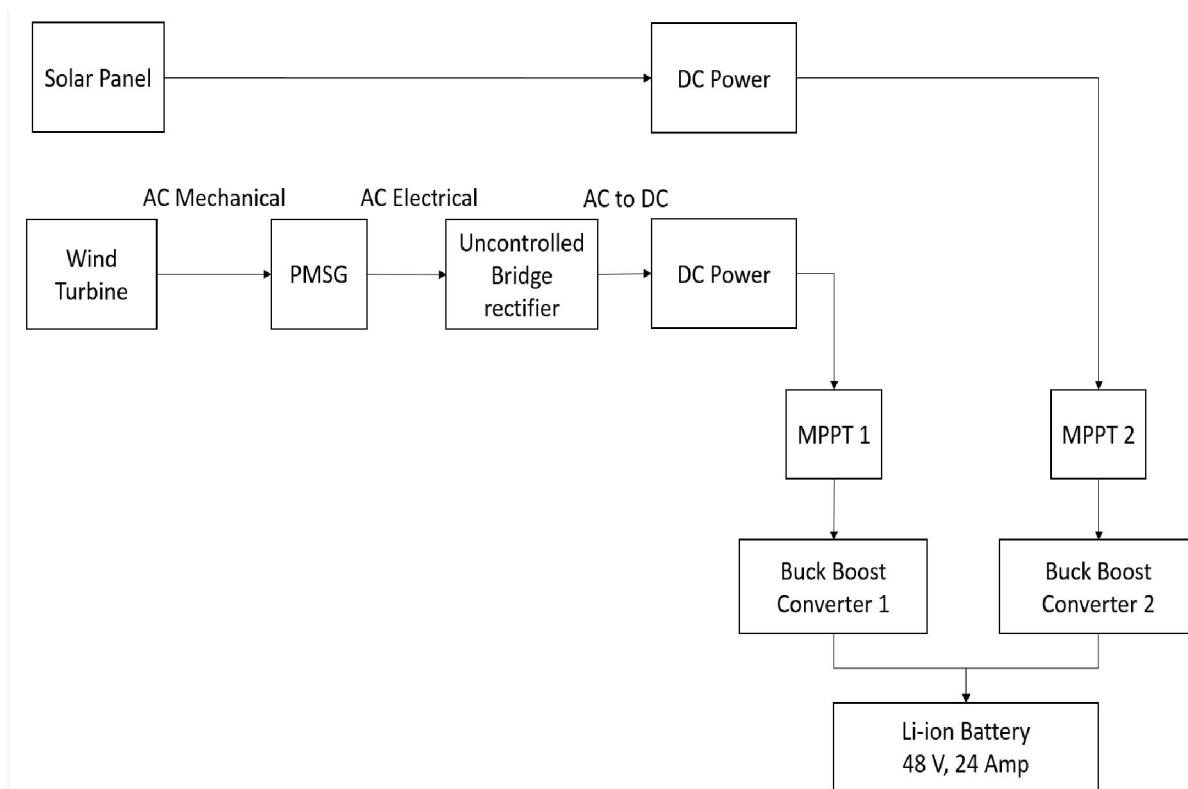 Solar Panel
DC Power
AC Mechanical
AC Electrical
AC to DC
Wind
Turbine
PMSG
Uncontrolled
Bridge
rectifier
DC Power
MPPT 1
MPPT 2
Buck Boost
Converter 1
Buck Boost
Converter 2
Li-ion Battery
48 V, 24 Amp